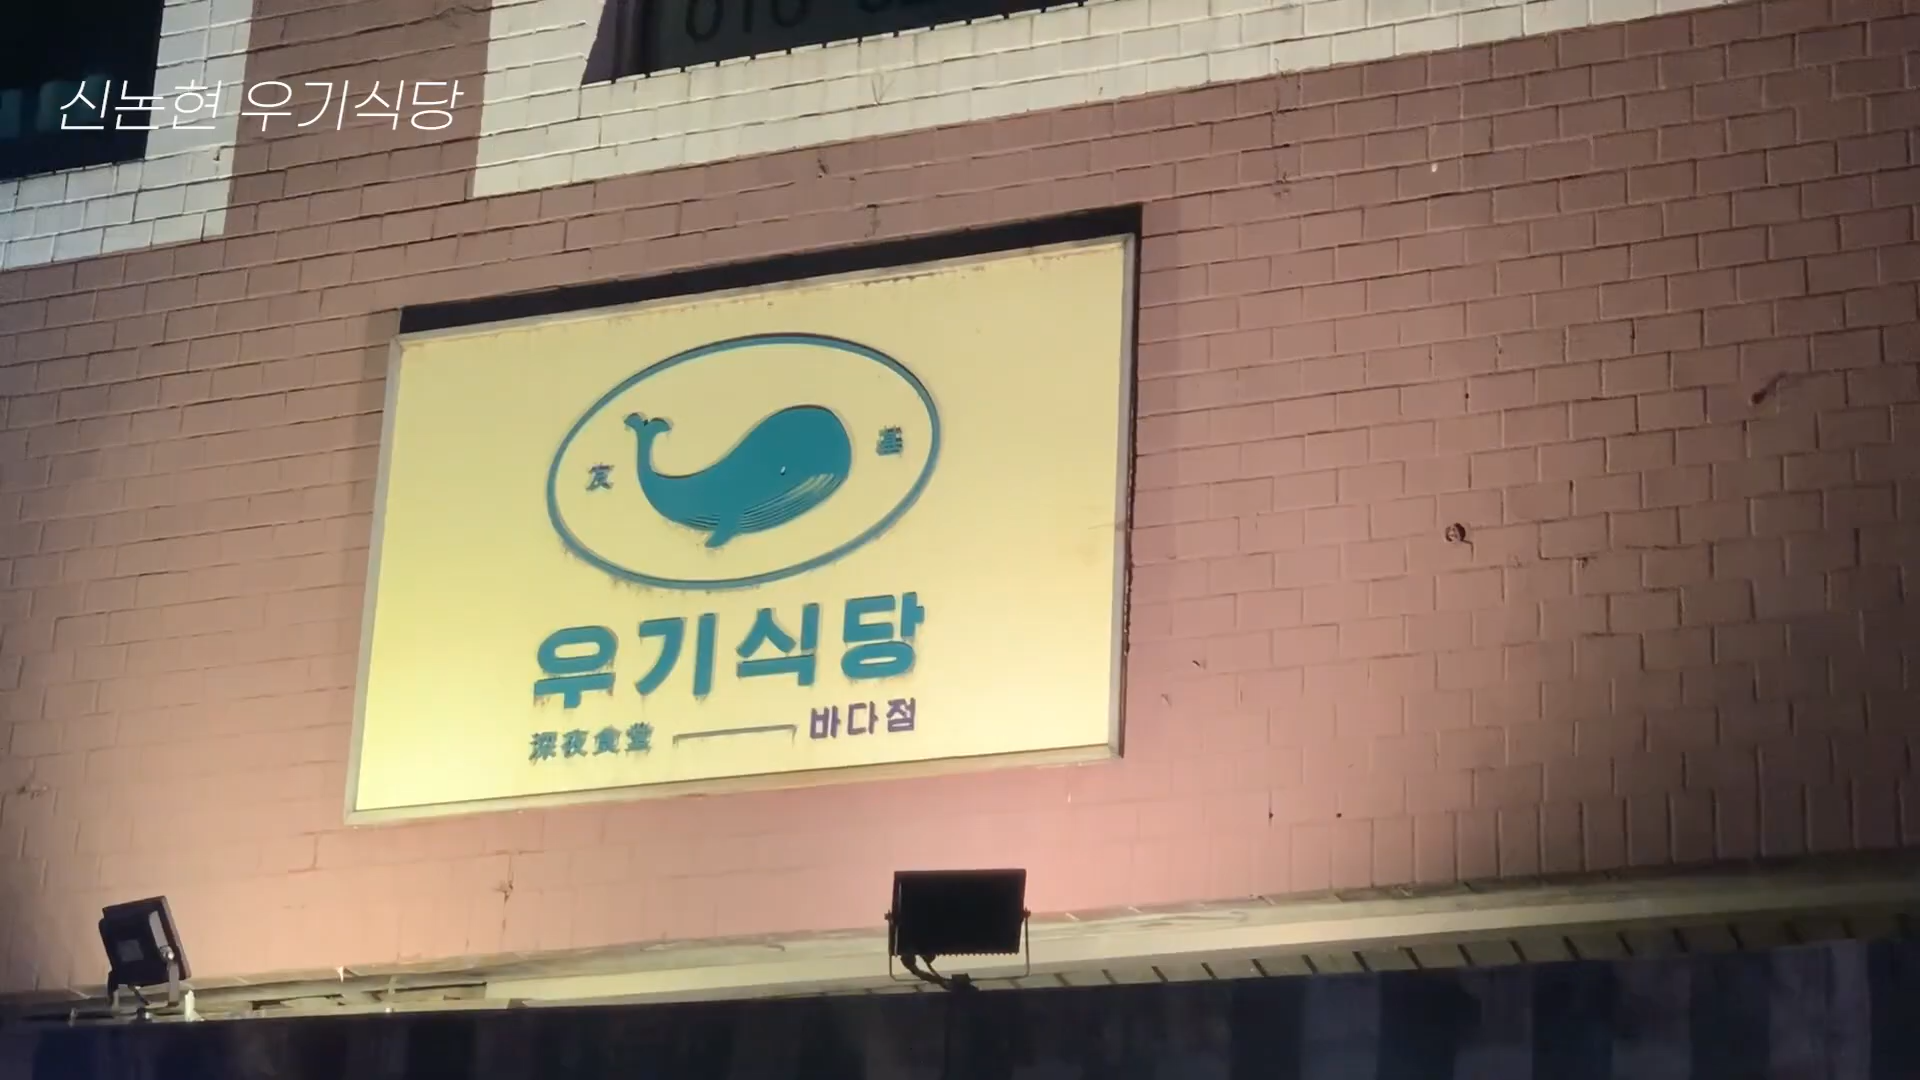 신논현 우기식당
友 基
우기식당
深夜食堂 바다점